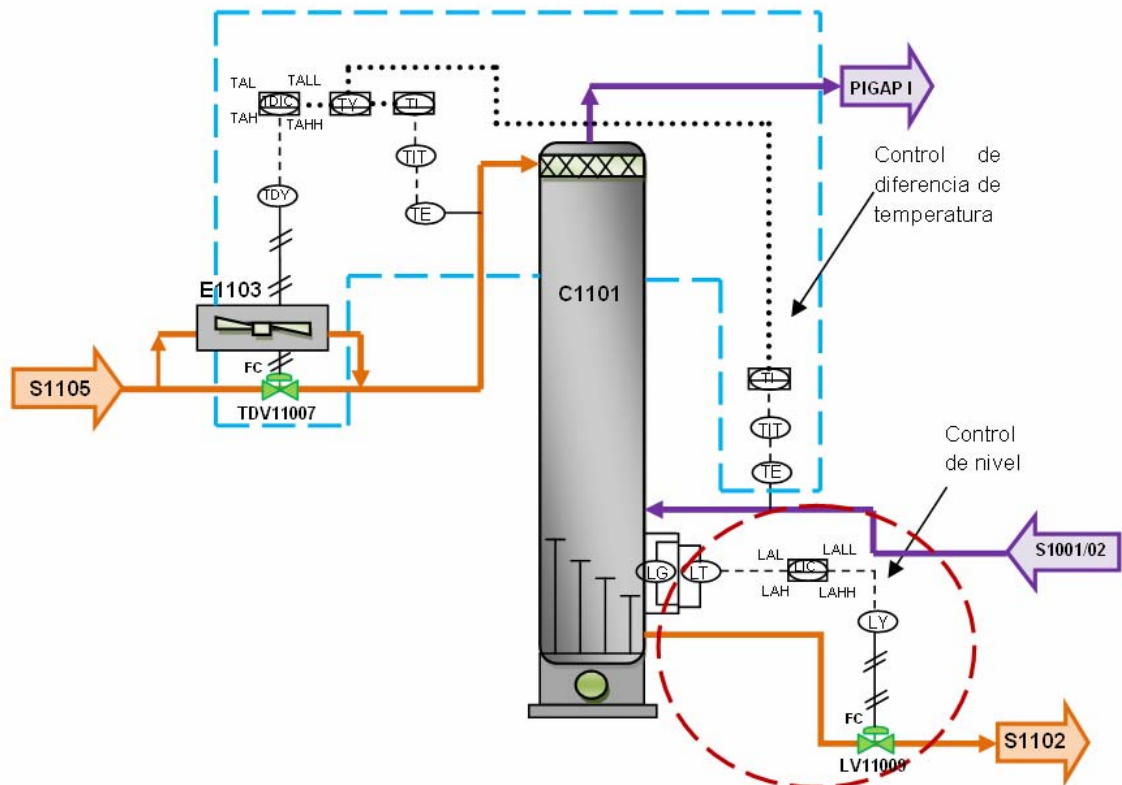 PIGAP I
TAL
TALL
TDIC
TY
TI
TAH
TAHH
TIT
TDY
TE
Control de
diferencia de
temperatura
E1103
C1101
FC
S1105
TDV11007
TI
TIT
TE
Control
de nivel
S1001/02
LG
LT
LAL
LALL
LIC
LAH
LAHH
LY
FC
S1102
LV11009